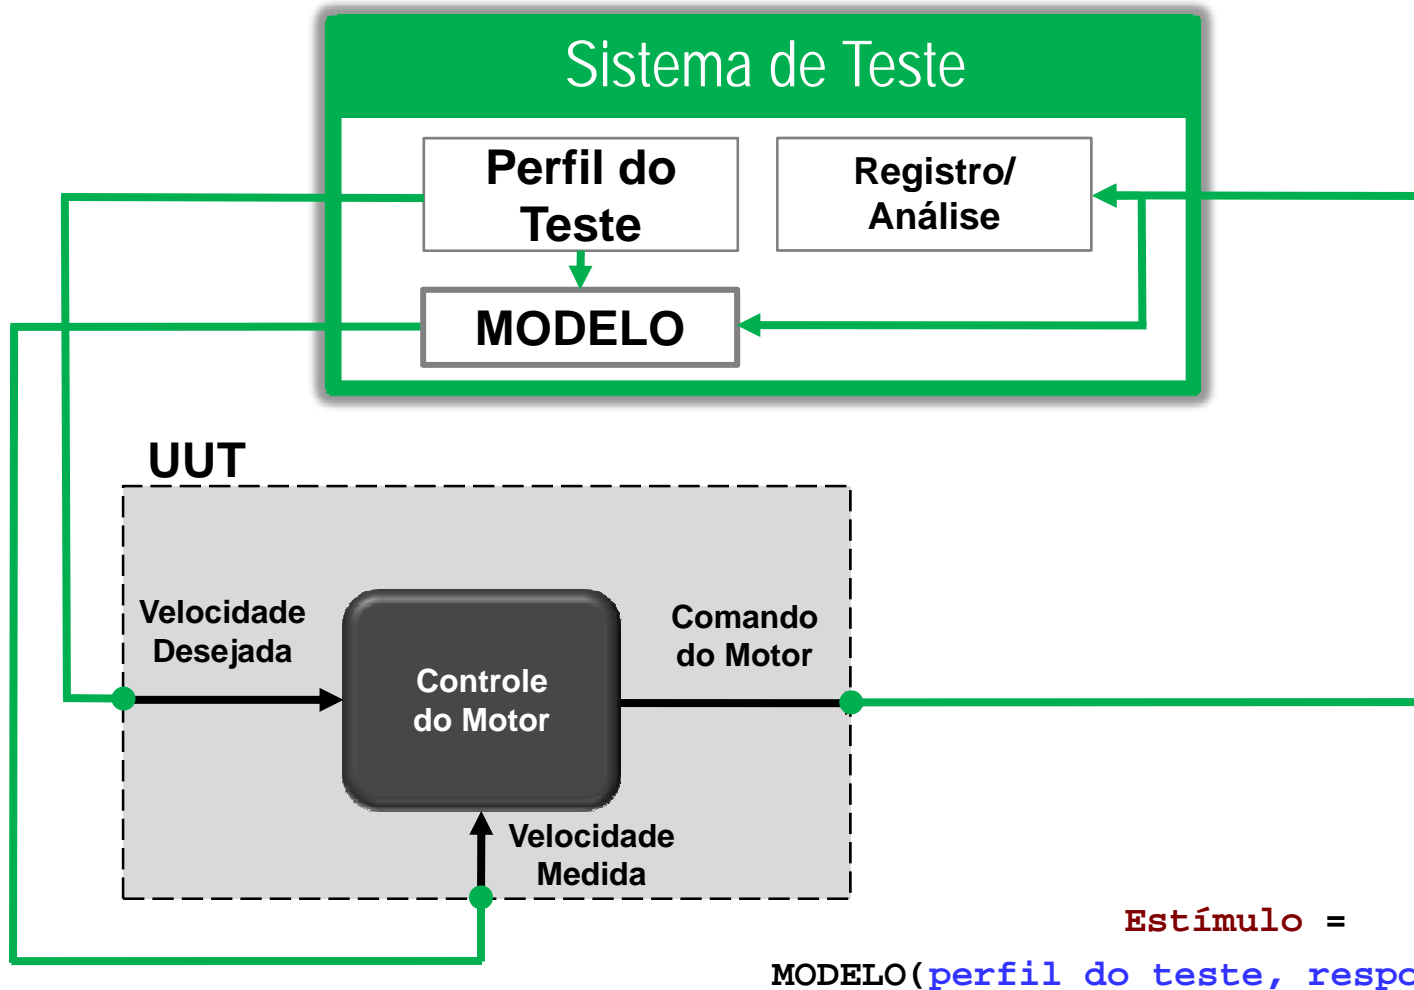 Sistema de Teste
Perfil do
Teste
Registro/
Análise
MODELO
UUT
Velocidade
Desejada
Controle
do Motor
Comando
do Motor
Velocidade
Medida
Estímulo =
MODELO(perfil do teste, respo